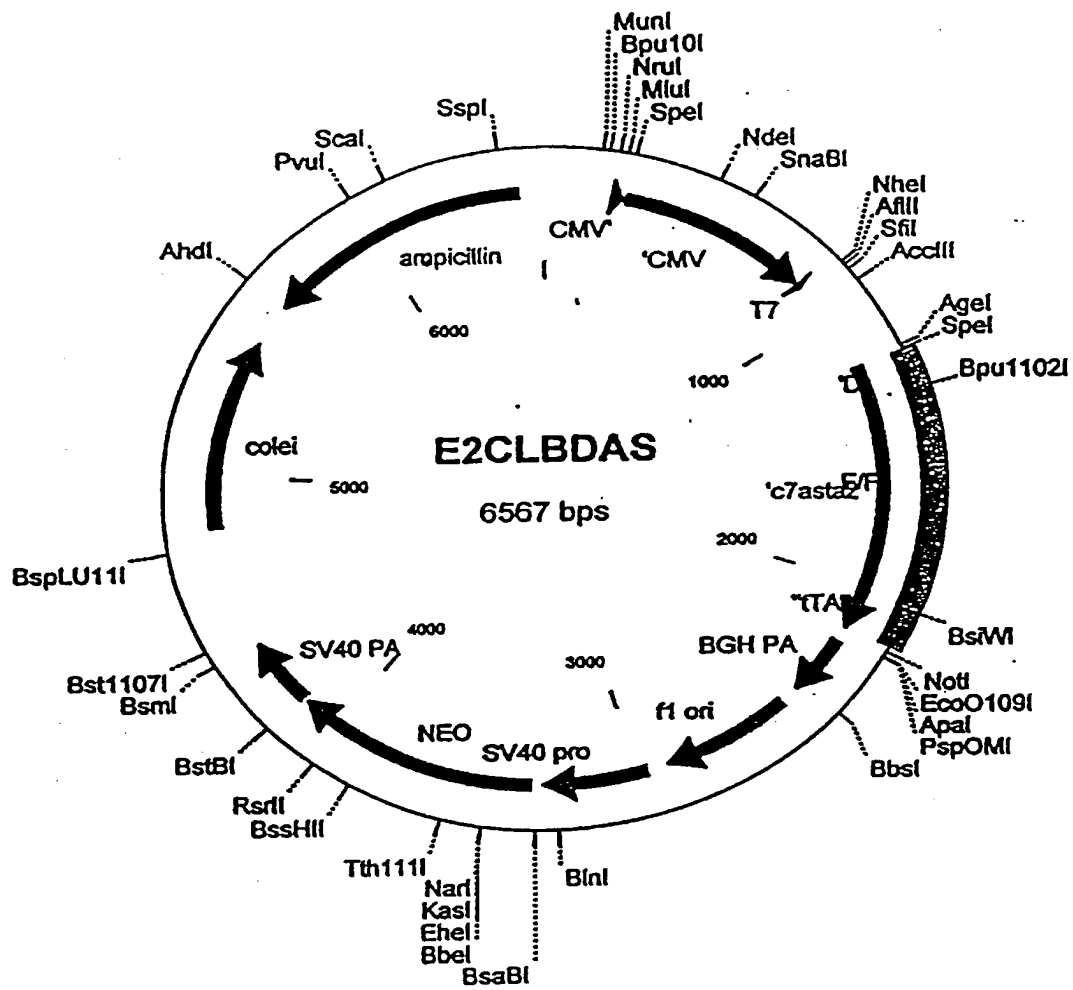 MunI
Bpu10I
NruI
MluI
SpeI
SspI
NdeI
SnaBI
ScaI
PvuI
NheI
AflII
SfiI
AccIII
CMV'
'CMV
ampicillin
AhdI
T7
6000
AgeI
SpeI
1000
Bpu1102I
'D
E2CLBDAS
colei
5000
'c7astaz
E/F
6567 bps
2000
BspLU11I
"tTA
BsiWI
4000
SV40 PA
BGH PA
3000
Bst1107I
BsmI
NotI
EcoO109I
ApaI
PspOMI
f1 ori
NEO
SV40 pro
BstBI
BbsI
RsrII
BssHII
Tth111I
BlnI
NarI
KasI
EheI
BbeI
BsaBI